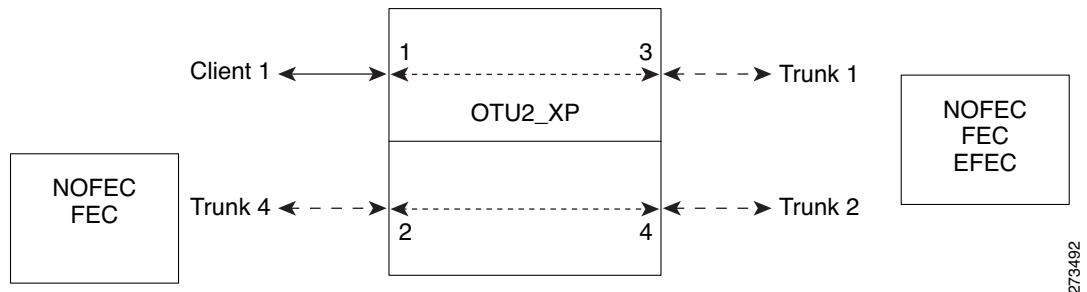 1
3
Client 1
Trunk 1
OTU2_XP
NOFEC
FEC
EFEC
NOFEC
FEC
Trunk 4
Trunk 2
2
4
273492